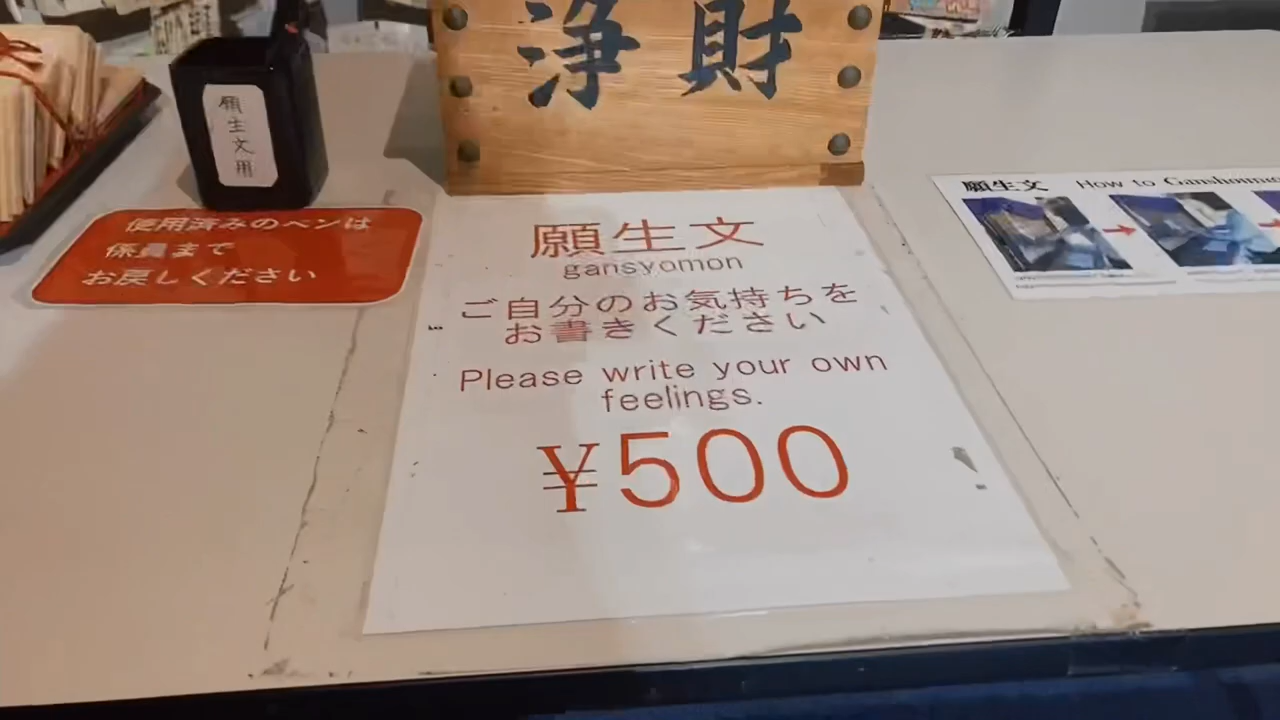 浄財
願生文用
使用済みのペンは
係員まで
お戻しください
願生文
gansyomon
ご自分のお気持ちを
お書きください
Please write your own
feelings.
¥500
願生文 How to